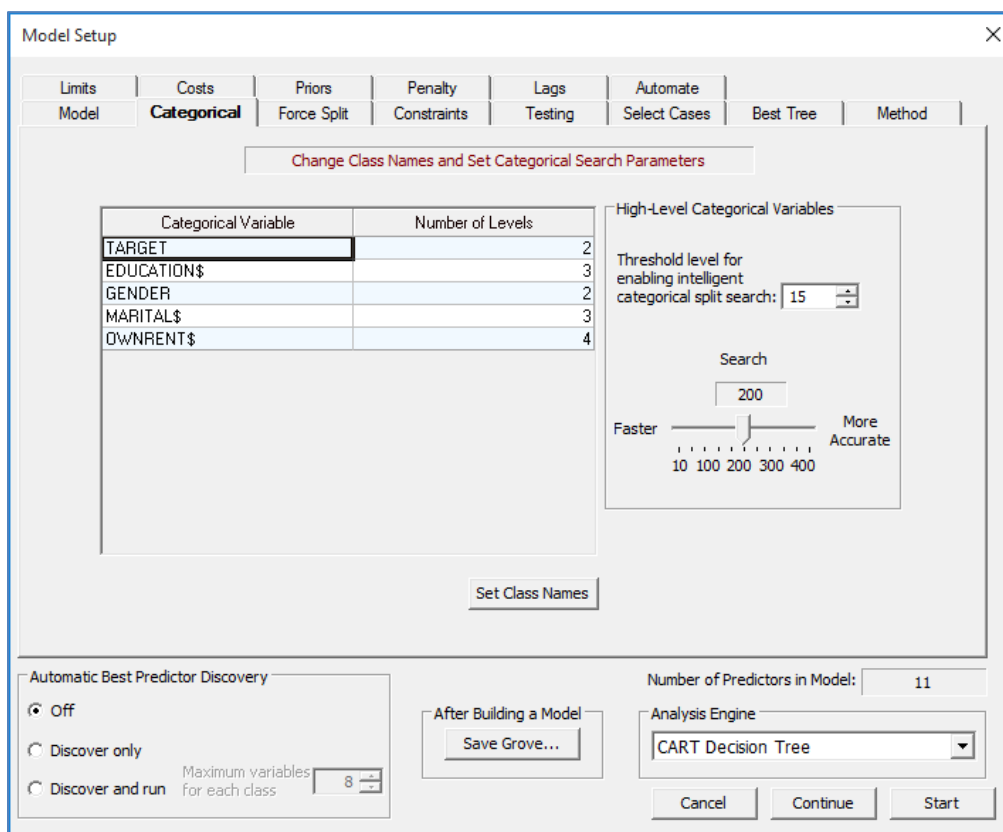 Model Setup
Limits Costs Priors Penalty Lags Automate
Model Categorical Force Split Constraints Testing Select Cases Best Tree Method
Change Class Names and Set Categorical Search Parameters
Categorical Variable Number of Levels
TARGET 2
EDUCATION$ 3
GENDER 2
MARITAL$ 3
OWNRENT$ 4
High-Level Categorical Variables
Threshold level for
enabling intelligent
categorical split search: 15
Search
200
Faster
More
Accurate
10 100 200 300 400
Set Class Names
Automatic Best Predictor Discovery
Off
Discover only
Discover and run
Maximum variables
for each class 8
After Building a Model
Save Grove...
Number of Predictors in Model: 11
Analysis Engine
CART Decision Tree
Cancel Continue Start